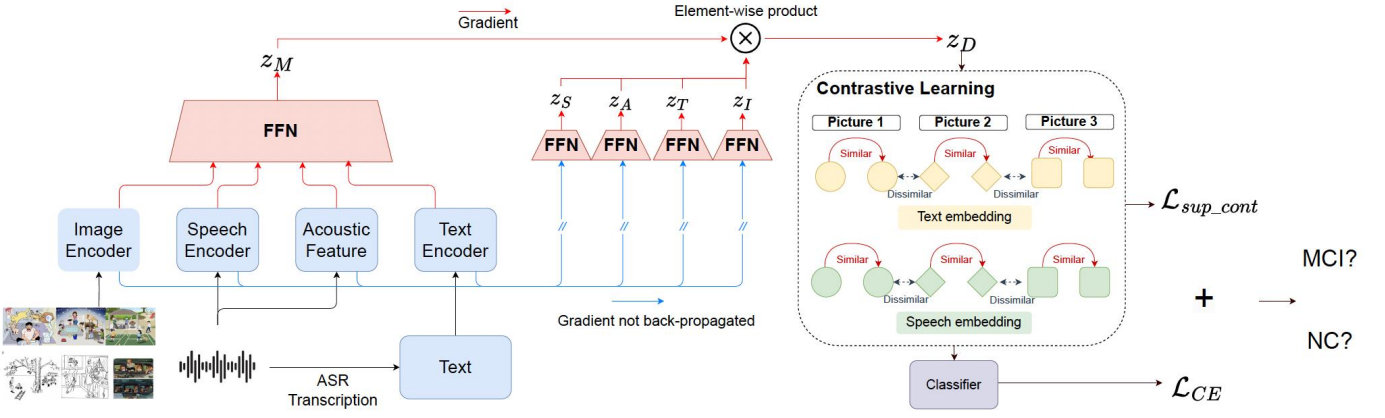 Gradient
Element-wise product
z_M
z_D
z_S
z_A
z_T
z_I
FFN
FFN
FFN
FFN
FFN
Image
Encoder
Speech
Encoder
Acoustic
Feature
Text
Encoder
//
//
//
//
Gradient not back-propagated
ASR
Transcription
Text
Contrastive Learning
Picture 1
Picture 2
Picture 3
Similar
Similar
Similar
Dissimilar
Dissimilar
Text embedding
Similar
Similar
Similar
Dissimilar
Dissimilar
Speech embedding
Classifier
ℒ_sup_cont
+
ℒ_CE
MCI?
NC?